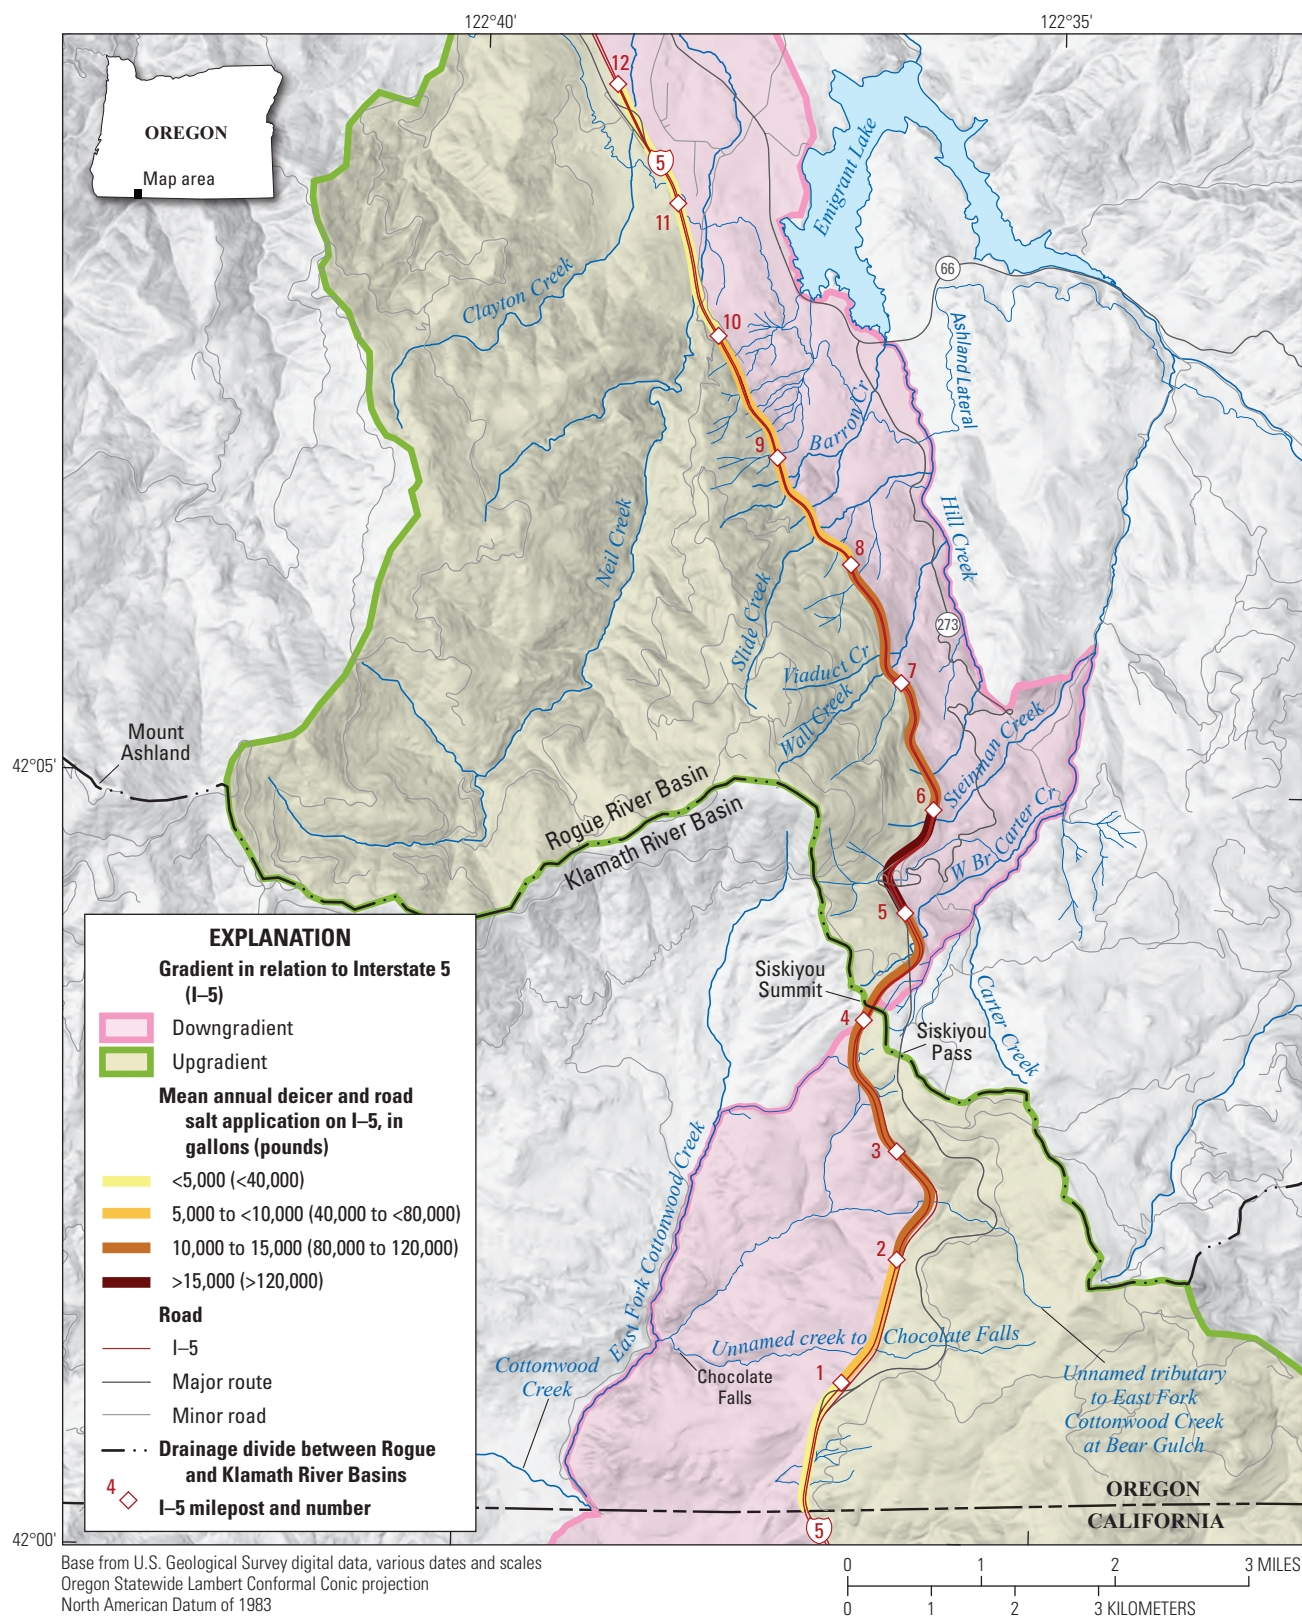 122°40'
122°35'
12
OREGON
Map area
5
Emigrant Lake
11
66
Clayton Creek
10
Ashland Lateral
Barron Cr
9
Hill Creek
Neil Creek
8
Slide Creek
273
Viaduct Cr
7
Wall Creek
Mount
Ashland
Steinman Creek
42°05'
Rogue River Basin
6
Klamath River Basin
W Br Carter Cr
5
Siskiyou
Summit
Carter Creek
4
Siskiyou
Pass
3
East Fork Cottonwood Creek
2
Unnamed creek to Chocolate Falls
Cottonwood
Creek
1
Chocolate
Falls
Unnamed tributary
to East Fork
Cottonwood Creek
at Bear Gulch
OREGON
CALIFORNIA
5
42°00'
EXPLANATION
Gradient in relation to Interstate 5
(I–5)
Downgradient
Upgradient
Mean annual deicer and road
salt application on I–5, in
gallons (pounds)
<5,000 (<40,000)
5,000 to <10,000 (40,000 to <80,000)
10,000 to 15,000 (80,000 to 120,000)
>15,000 (>120,000)
Road
I–5
Major route
Minor road
Drainage divide between Rogue
and Klamath River Basins
4
I–5 milepost and number
Base from U.S. Geological Survey digital data, various dates and scales
Oregon Statewide Lambert Conformal Conic projection
North American Datum of 1983
0 1 2 3 MILES
0 1 2 3 KILOMETERS